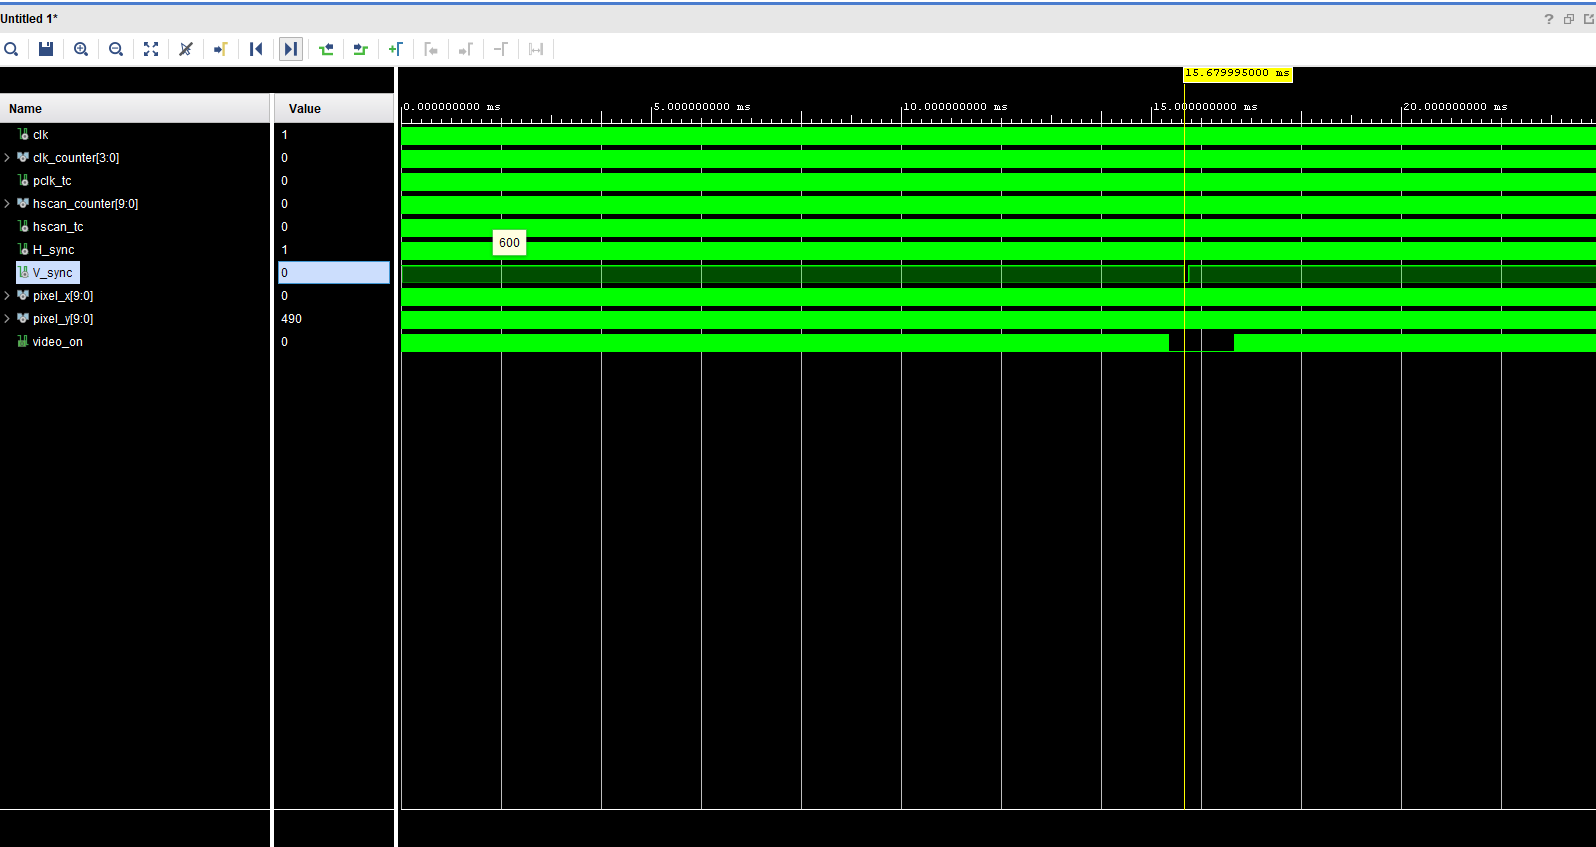 Untitled 1*
15.679995000 ms
Name Value
0.000000000 ms 5.000000000 ms 10.000000000 ms 15.000000000 ms 20.000000000 ms
clk 1
clk_counter[3:0] 0
pclk_tc 0
hscan_counter[9:0] 0
hscan_tc 0
600
H_sync 1
V_sync 0
pixel_x[9:0] 0
pixel_y[9:0] 490
video_on 0